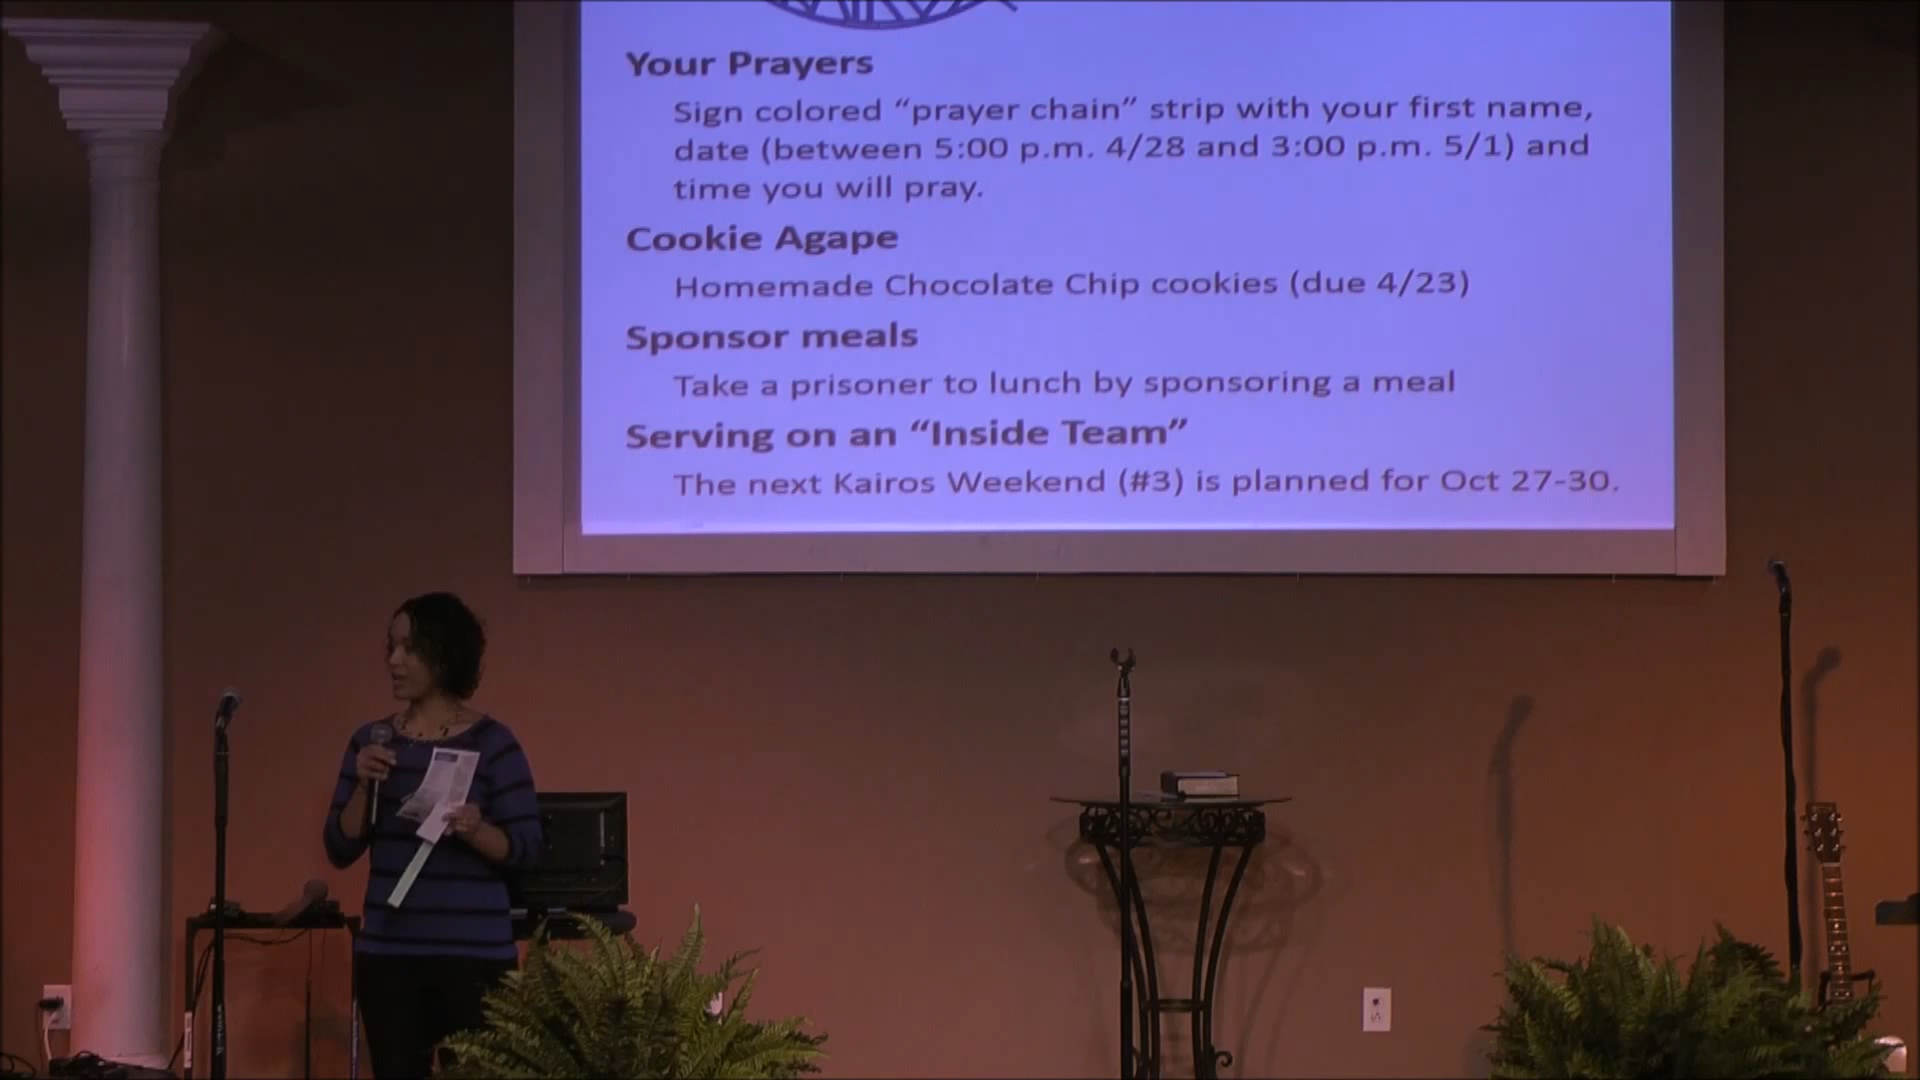 Your Prayers
Sign colored “prayer chain” strip with your first name,
date (between 5:00 p.m. 4/28 and 3:00 p.m. 5/1) and
time you will pray.
Cookie Agape
Homemade Chocolate Chip cookies (due 4/23)
Sponsor meals
Take a prisoner to lunch by sponsoring a meal
Serving on an “Inside Team”
The next Kairos Weekend (#3) is planned for Oct 27-30.